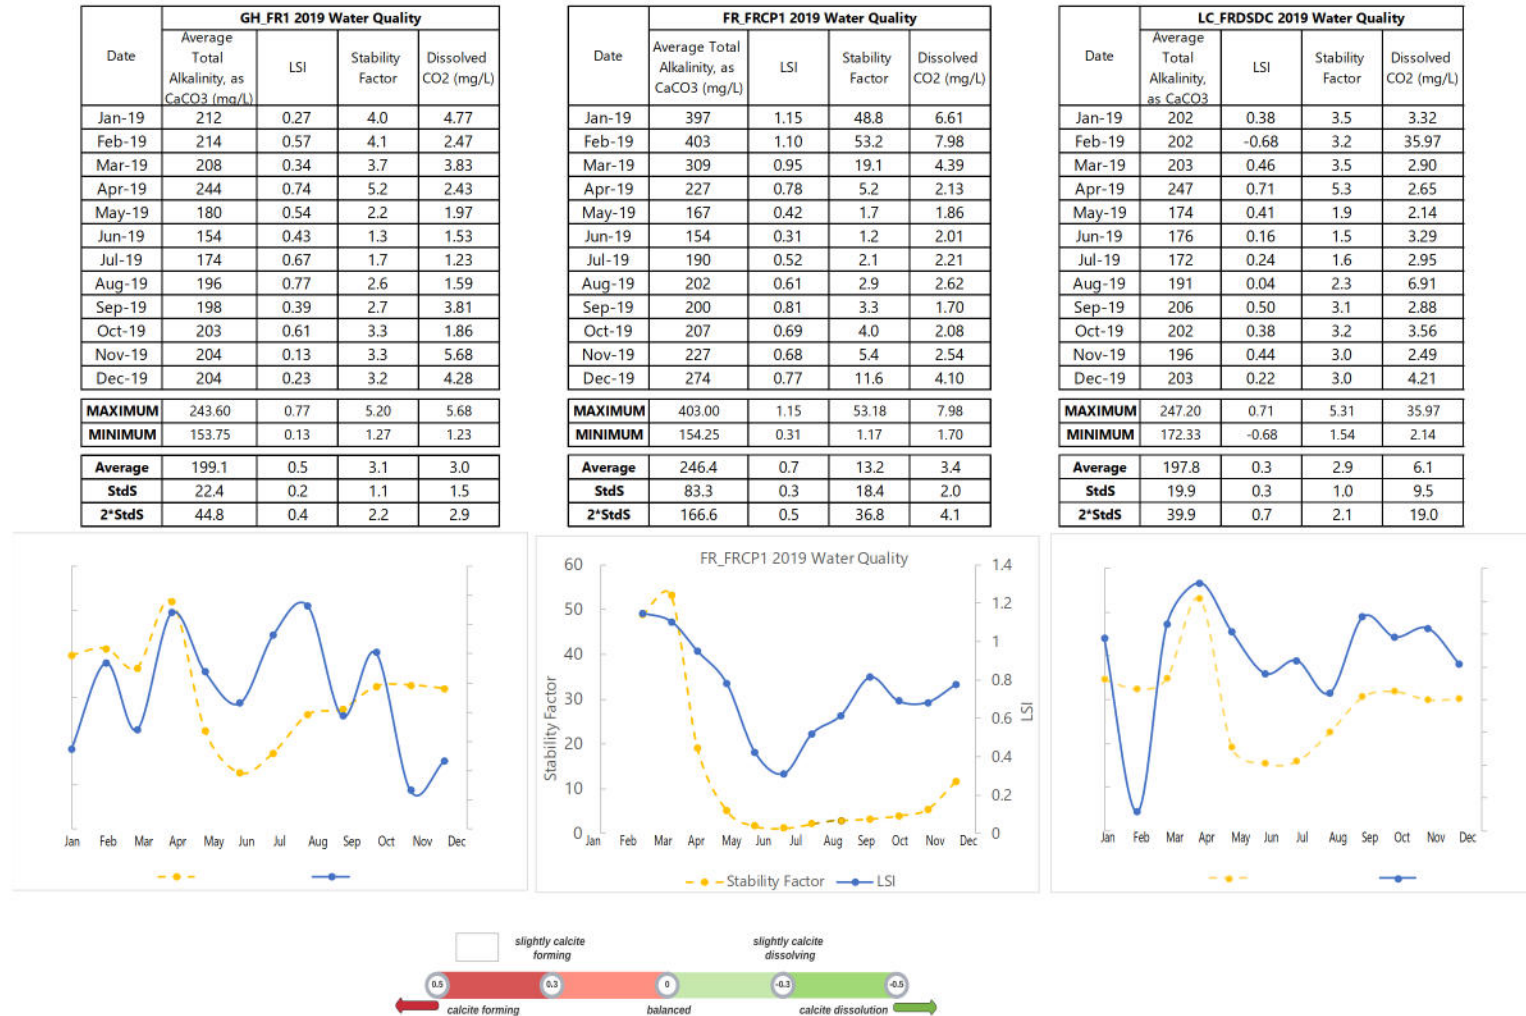 GH_FR1 2019 Water Quality
Date
Average Total Alkalinity, as CaCO3 (mg/L)
LSI
Stability Factor
Dissolved CO2 (mg/L)
Jan-19 212 0.27 4.0 4.77
Feb-19 214 0.57 4.1 2.47
Mar-19 208 0.34 3.7 3.83
Apr-19 244 0.74 5.2 2.43
May-19 180 0.54 2.2 1.97
Jun-19 154 0.43 1.3 1.53
Jul-19 174 0.67 1.7 1.23
Aug-19 196 0.77 2.6 1.59
Sep-19 198 0.39 2.7 3.81
Oct-19 203 0.61 3.3 1.86
Nov-19 204 0.13 3.3 5.68
Dec-19 204 0.23 3.2 4.28
MAXIMUM 243.60 0.77 5.20 5.68
MINIMUM 153.75 0.13 1.27 1.23
Average 199.1 0.5 3.1 3.0
StdS 22.4 0.2 1.1 1.5
2*StdS 44.8 0.4 2.2 2.9
FR_FRCP1 2019 Water Quality
Date
Average Total Alkalinity, as CaCO3 (mg/L)
LSI
Stability Factor
Dissolved CO2 (mg/L)
Jan-19 397 1.15 48.8 6.61
Feb-19 403 1.10 53.2 7.98
Mar-19 309 0.95 19.1 4.39
Apr-19 227 0.78 5.2 2.13
May-19 167 0.42 1.7 1.86
Jun-19 154 0.31 1.2 2.01
Jul-19 190 0.52 2.1 2.21
Aug-19 202 0.61 2.9 2.62
Sep-19 200 0.81 3.3 1.70
Oct-19 207 0.69 4.0 2.08
Nov-19 227 0.68 5.4 2.54
Dec-19 274 0.77 11.6 4.10
MAXIMUM 403.00 1.15 53.18 7.98
MINIMUM 154.25 0.31 1.17 1.70
Average 246.4 0.7 13.2 3.4
StdS 83.3 0.3 18.4 2.0
2*StdS 166.6 0.5 36.8 4.1
LC_FRDSDC 2019 Water Quality
Date
Average Total Alkalinity, as CaCO3
LSI
Stability Factor
Dissolved CO2 (mg/L)
Jan-19 202 0.38 3.5 3.32
Feb-19 202 -0.68 3.2 35.97
Mar-19 203 0.46 3.5 2.90
Apr-19 247 0.71 5.3 2.65
May-19 174 0.41 1.9 2.14
Jun-19 176 0.16 1.5 3.29
Jul-19 172 0.24 1.6 2.95
Aug-19 191 0.04 2.3 6.91
Sep-19 206 0.50 3.1 2.88
Oct-19 202 0.38 3.2 3.56
Nov-19 196 0.44 3.0 2.49
Dec-19 203 0.22 3.0 4.21
MAXIMUM 247.20 0.71 5.31 35.97
MINIMUM 172.33 -0.68 1.54 2.14
Average 197.8 0.3 2.9 6.1
StdS 19.9 0.3 1.0 9.5
2*StdS 39.9 0.7 2.1 19.0
Jan Feb Mar Apr May Jun Jul Aug Sep Oct Nov Dec
FR_FRCP1 2019 Water Quality
Stability Factor
60
50
40
30
20
10
0
1.4
1.2
1
0.8
0.6
0.4
0.2
0
LSI
Jan Feb Mar Apr May Jun Jul Aug Sep Oct Nov Dec
Stability Factor LSI
Jan Feb Mar Apr May Jun Jul Aug Sep Oct Nov Dec
slightly calcite forming
slightly calcite dissolving
0.5 0.3 0 -0.3 -0.5
calcite forming balanced calcite dissolution